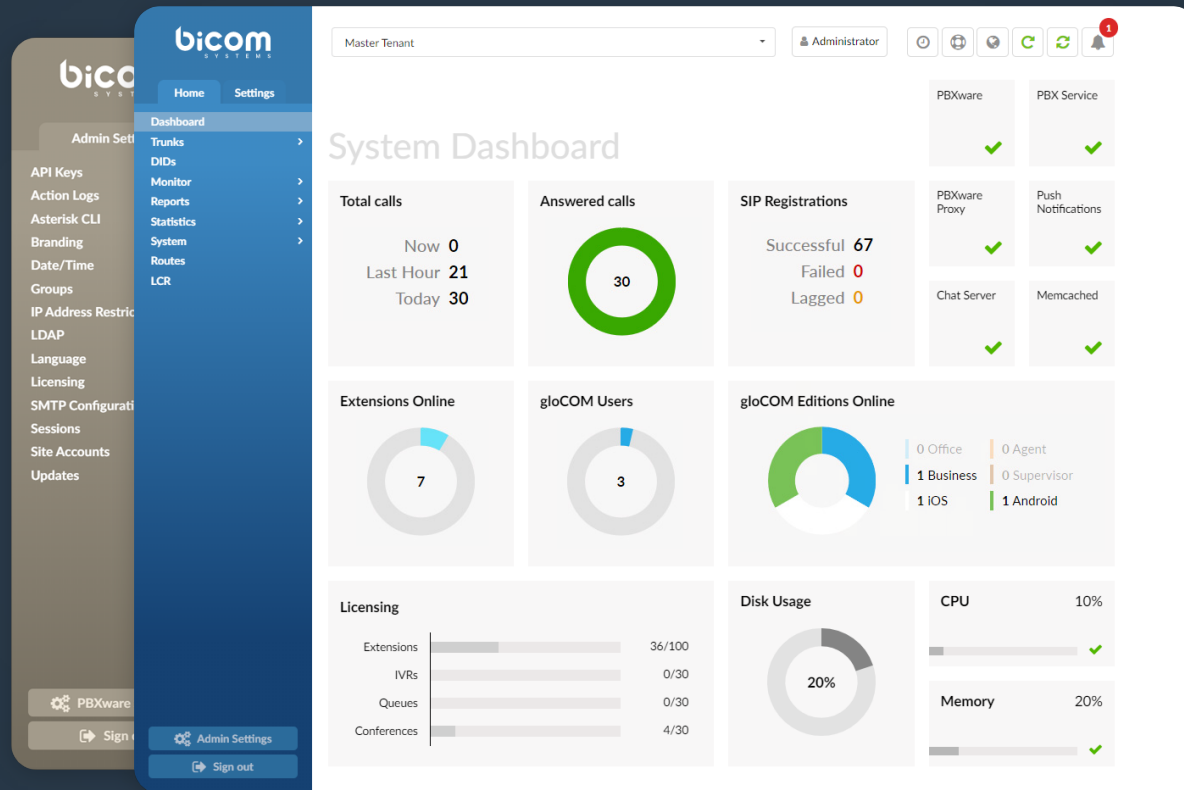 bico
SYST
Admin Sett
API Keys
Action Logs
Asterisk CLI
Branding
Date/Time
Groups
IP Address Restric
LDAP
Language
Licensing
SMTP Configurati
Sessions
Site Accounts
Updates
PBXware
Sign
bicom
SYSTEMS
Home Settings
Dashboard
Trunks
DIDs
Monitor
Reports
Statistics
System
Routes
LCR
Admin Settings
Sign out
Master Tenant
Administrator
1
System Dashboard
PBXware
PBX Service
PBXware
Proxy
Push
Notifications
Chat Server
Memcached
Total calls
Now 0
Last Hour 21
Today 30
Answered calls
30
SIP Registrations
Successful 67
Failed 0
Lagged 0
Extensions Online
7
gloCOM Users
3
gloCOM Editions Online
0 Office 0 Agent
1 Business 0 Supervisor
1 iOS 1 Android
Licensing
Extensions 36/100
IVRs 0/30
Queues 0/30
Conferences 4/30
Disk Usage
20%
CPU 10%
Memory 20%